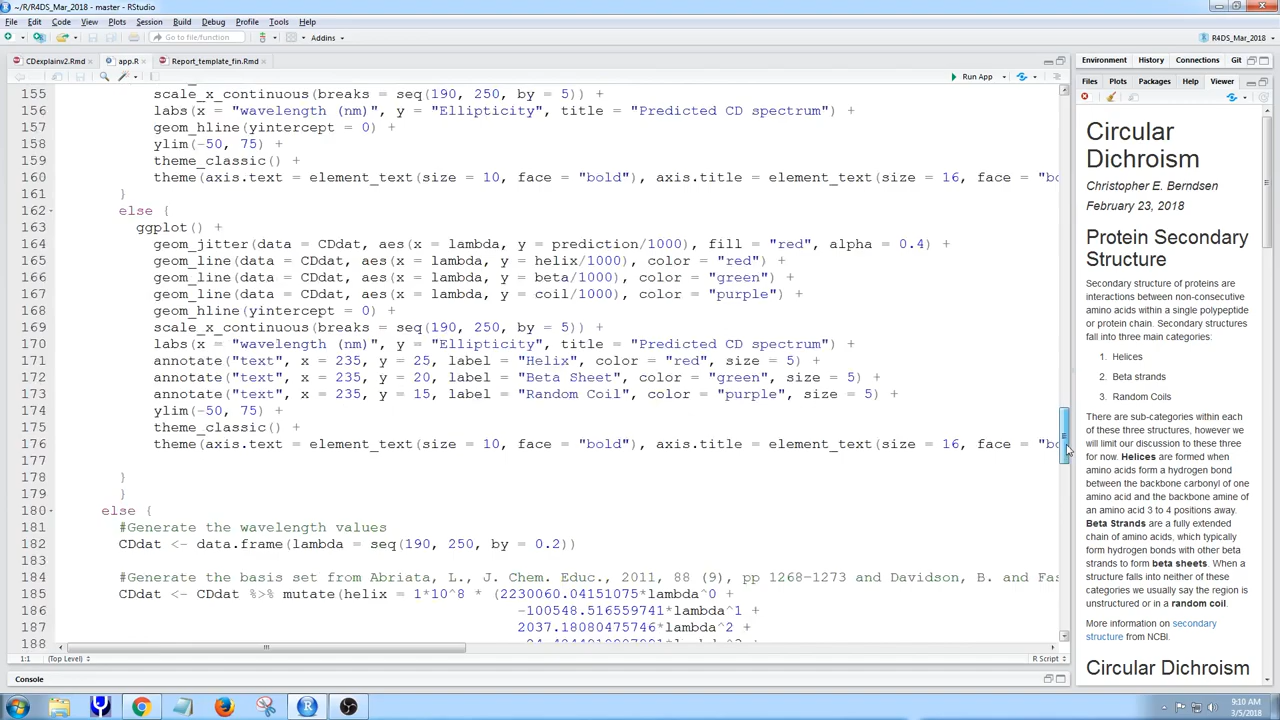 ~/R/R4DS_Mar_2018 - master - RStudio
File Edit Code View Plots Session Build Debug Profile Tools Help
Go to file/function Addins R4DS_Mar_2018
CDexplainv2.Rmd app.R Report_template_fin.Rmd
Run App
155 scale_x_continuous(breaks = seq(190, 250, by = 3)) +
156 labs(x = "wavelength (nm)", y = "Ellipticity", title = "Predicted CD spectrum") +
157 geom_hline(yintercept = 0) +
158 ylim(-50, 75) +
159 theme_classic() +
160 theme(axis.text = element_text(size = 10, face = "bold"), axis.title = element_text(size = 16, face = "bo
161 }
162 else {
163 ggplot() +
164 geom_jitter(data = CDdat, aes(x = lambda, y = prediction/1000), fill = "red", alpha = 0.4) +
165 geom_line(data = CDdat, aes(x = lambda, y = helix/1000), color = "red") +
166 geom_line(data = CDdat, aes(x = lambda, y = beta/1000), color = "green") +
167 geom_line(data = CDdat, aes(x = lambda, y = coil/1000), color = "purple") +
168 geom_hline(yintercept = 0) +
169 scale_x_continuous(breaks = seq(190, 250, by = 5)) +
170 labs(x = "wavelength (nm)", y = "Ellipticity", title = "Predicted CD spectrum") +
171 annotate("text", x = 235, y = 25, label = "Helix", color = "red", size = 5) +
172 annotate("text", x = 235, y = 20, label = "Beta Sheet", color = "green", size = 5) +
173 annotate("text", x = 235, y = 15, label = "Random Coil", color = "purple", size = 5) +
174 ylim(-50, 75) +
175 theme_classic() +
176 theme(axis.text = element_text(size = 10, face = "bold"), axis.title = element_text(size = 16, face = "bo
177
178 }
179 }
180 else {
181 #Generate the wavelength values
182 CDdat <- data.frame(lambda = seq(190, 250, by = 0.2))
183
184 #Generate the basis set from Abriata, L., J. Chem. Educ., 2011, 88 (9), pp 1268-1273 and Davidson, B. and Fas
185 CDdat <- CDdat %>% mutate(helix = 1*10^8 * (2230060.04151075*lambda^0 +
186 -100548.516559741*lambda^1 +
187 2037.18080475746*lambda^2 +
188
1:1 (Top Level) R Script
Console
Environment History Connections Git
Files Plots Packages Help Viewer
Circular
Dichroism
Christopher E. Berndsen
February 23, 2018
Protein Secondary
Structure
Secondary structure of proteins are
interactions between non-consecutive
amino acids within a single polypeptide
or protein chain. Secondary structures
fall into three main categories:
1. Helices
2. Beta strands
3. Random Coils
There are sub-categories within each
of these three structures, however we
will limit our discussion to these three
for now. Helices are formed when
amino acids form a hydrogen bond
between the backbone carbonyl of one
amino acid and the backbone amine of
an amino acid 3 to 4 positions away.
Beta Strands are a fully extended
chain of amino acids, which typically
form hydrogen bonds with other beta
strands to form beta sheets. When a
structure falls into neither of these
categories we usually say the region is
unstructured or in a random coil.
More information on secondary
structure from NCBI.
Circular Dichroism
9:10 AM
3/5/2018